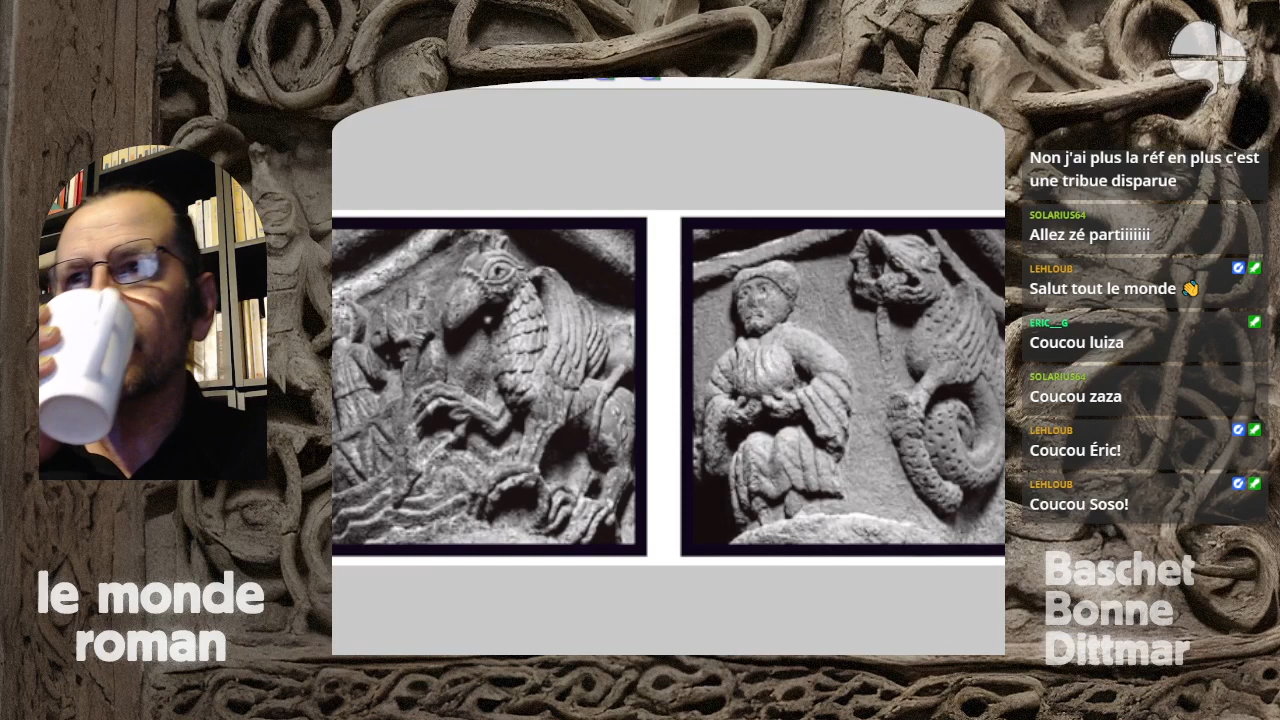 Non j'ai plus la réf en plus c'est
une tribue disparue
SOLARIUS64
Allez zé partiiiiiii
LEHLOUB
Salut tout le monde 👏
ERIC__G
Coucou luiza
SOLARIUS64
Coucou zaza
LEHLOUB
Coucou Éric!
LEHLOUB
Coucou Soso!
le monde
roman
Baschet
Bonne
Dittmar